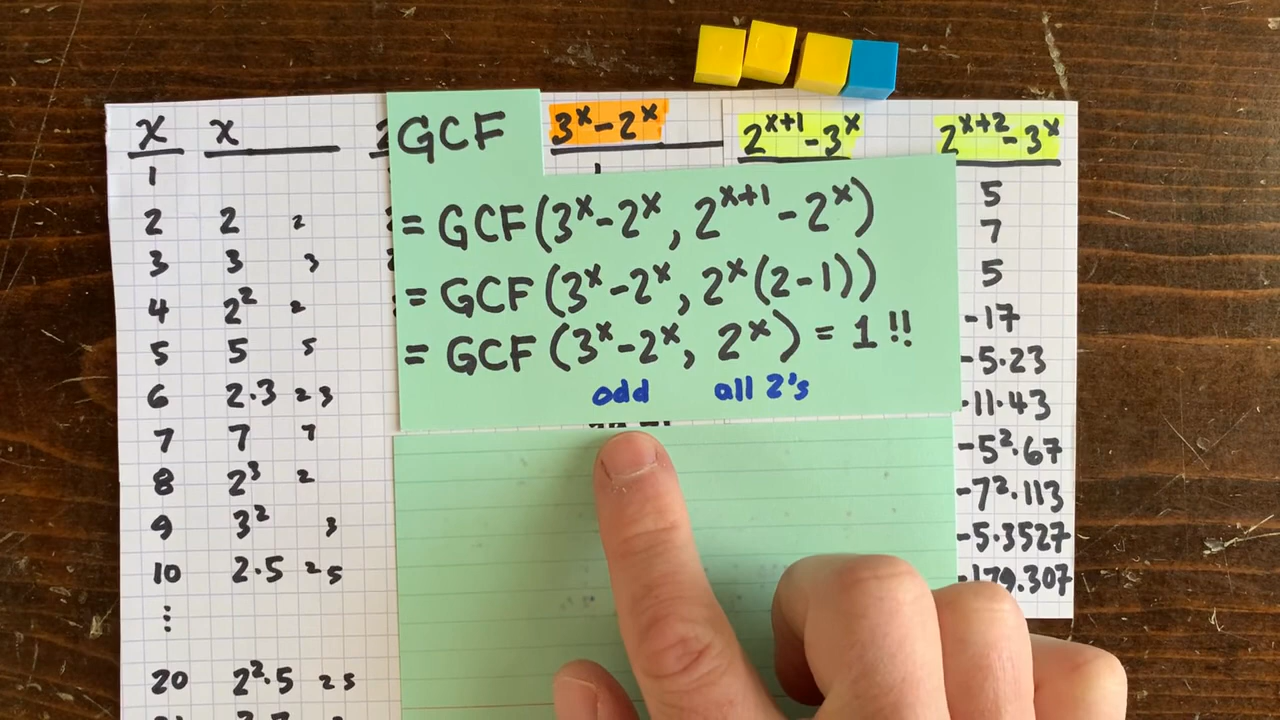 x x GCF 3ˣ-2ˣ 2ˣ⁺¹-3ˣ 2ˣ⁺²-3ˣ
1 5
2 2 2 = GCF(3ˣ-2ˣ, 2ˣ⁺¹-2ˣ) 7
3 3 3 = GCF(3ˣ-2ˣ, 2ˣ(2-1)) 5
4 2² 2 = GCF(3ˣ-2ˣ, 2ˣ) = 1!! -17
5 5 5 -5·23
6 2·3 2 3 odd all 2's -11·43
7 7 7 -5²·67
8 2³ 2 -7²·113
9 3² 3 -5·3527
10 2·5 2 5 -179·307
⋮
20 2²·5 2 5